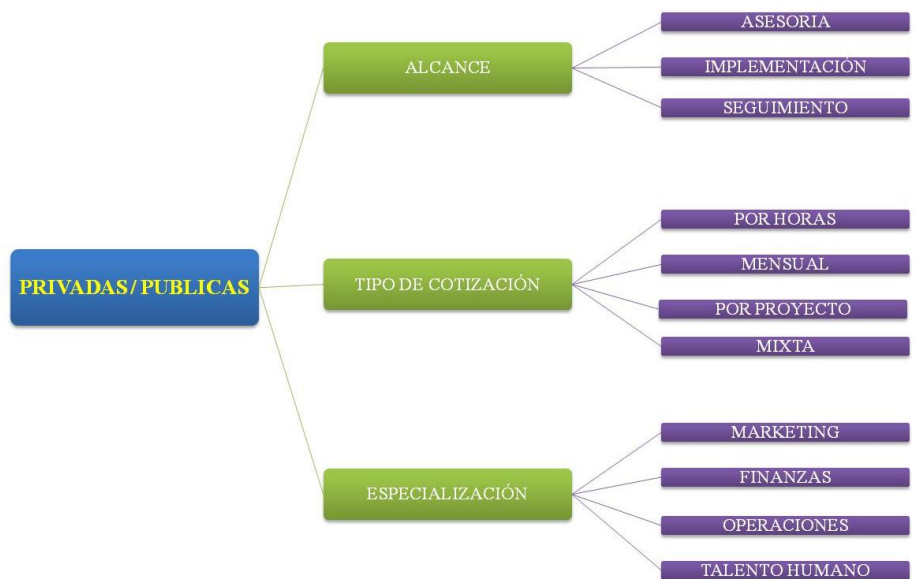 PRIVADAS / PUBLICAS
ALCANCE
ASESORIA
IMPLEMENTACIÓN
SEGUIMIENTO
TIPO DE COTIZACIÓN
POR HORAS
MENSUAL
POR PROYECTO
MIXTA
ESPECIALIZACIÓN
MARKETING
FINANZAS
OPERACIONES
TALENTO HUMANO